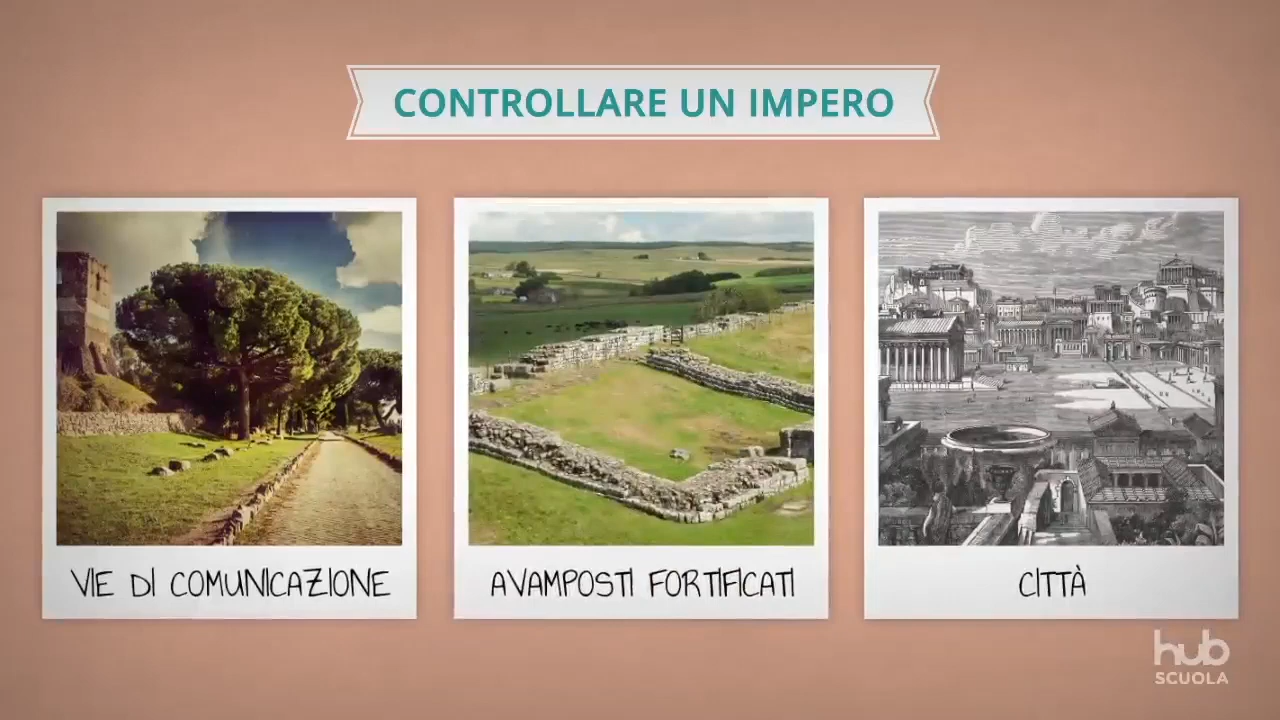 CONTROLLARE UN IMPERO
VIE DI COMUNICAZIONE
AVAMPOSTI FORTIFICATI
CITTÀ
hub
SCUOLA